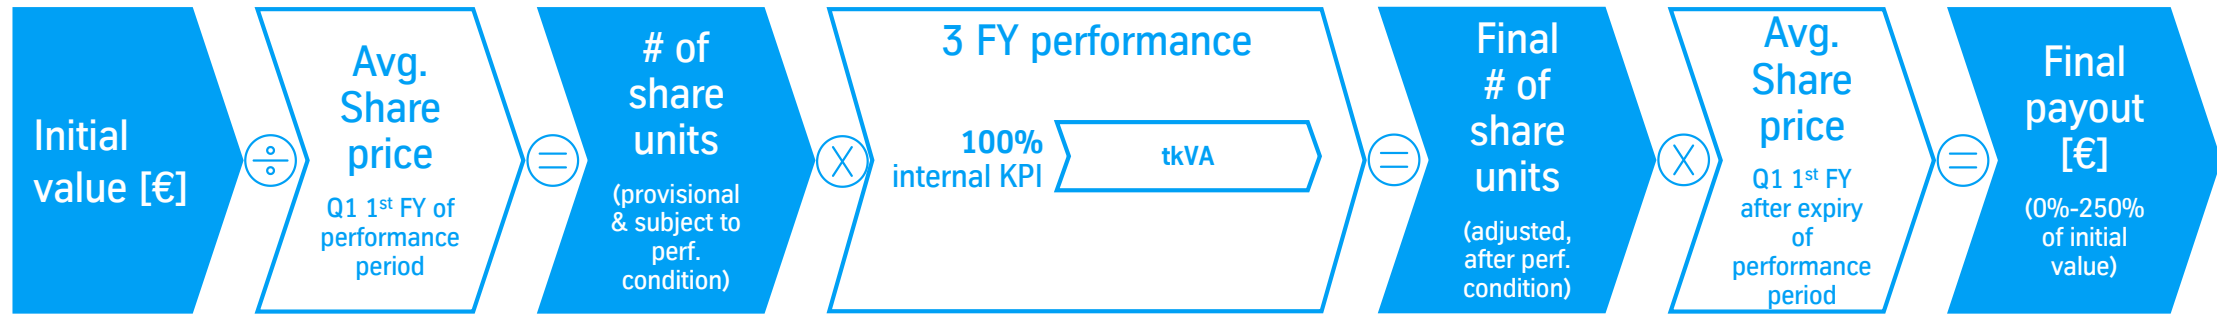 Initial
value [€]
÷
Avg.
Share
price
Q1 1st FY of
performance
period
=
# of
share
units
(provisional
& subject to
perf.
condition)
X
3 FY performance
100%
internal KPI
tkVA
=
Final
# of
share
units
(adjusted,
after perf.
condition)
X
Avg.
Share
price
Q1 1st FY
after expiry
of
performance
period
=
Final
payout
[€]
(0%-250%
of initial
value)